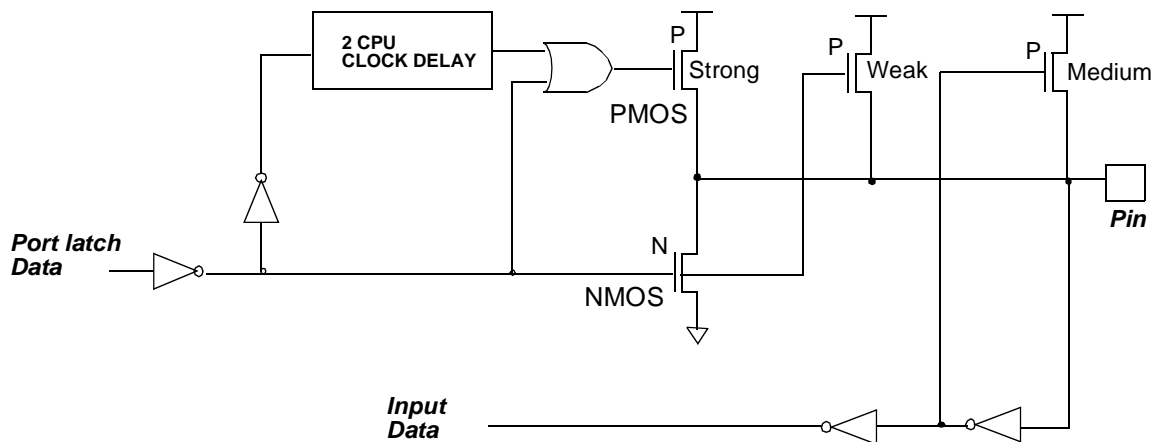 2 CPU
CLOCK DELAY
P
Strong
PMOS
P
Weak
P
Medium
Pin
Port latch
Data
N
NMOS
Input
Data